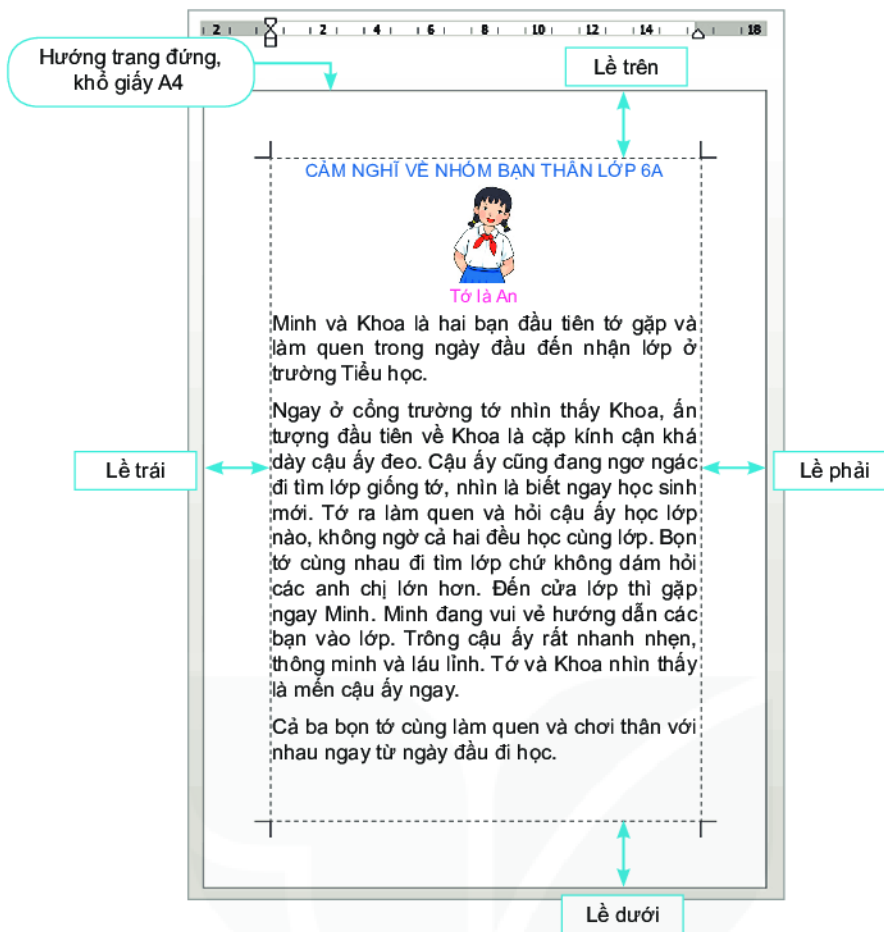 2 2 4 6 8 10 12 14 18
Hướng trang đứng,
khổ giấy A4
Lề trên
CẢM NGHĨ VỀ NHÓM BẠN THÂN LỚP 6A
Tớ là An
Minh và Khoa là hai bạn đầu tiên tớ gặp và
làm quen trong ngày đầu đến nhận lớp ở
trường Tiểu học.
Ngay ở cổng trường tớ nhìn thấy Khoa, ấn
tượng đầu tiên về Khoa là cặp kính cận khá
dày cậu ấy đeo. Cậu ấy cũng đang ngơ ngác
đi tìm lớp giống tớ, nhìn là biết ngay học sinh
mới. Tớ ra làm quen và hỏi cậu ấy học lớp
nào, không ngờ cả hai đều học cùng lớp. Bọn
tớ cùng nhau đi tìm lớp chứ không dám hỏi
các anh chị lớn hơn. Đến cửa lớp thì gặp
ngay Minh. Minh đang vui vẻ hướng dẫn các
bạn vào lớp. Trông cậu ấy rất nhanh nhẹn,
thông minh và láu lỉnh. Tớ và Khoa nhìn thấy
là mến cậu ấy ngay.
Cả ba bọn tớ cùng làm quen và chơi thân với
nhau ngay từ ngày đầu đi học.
Lề trái
Lề phải
Lề dưới